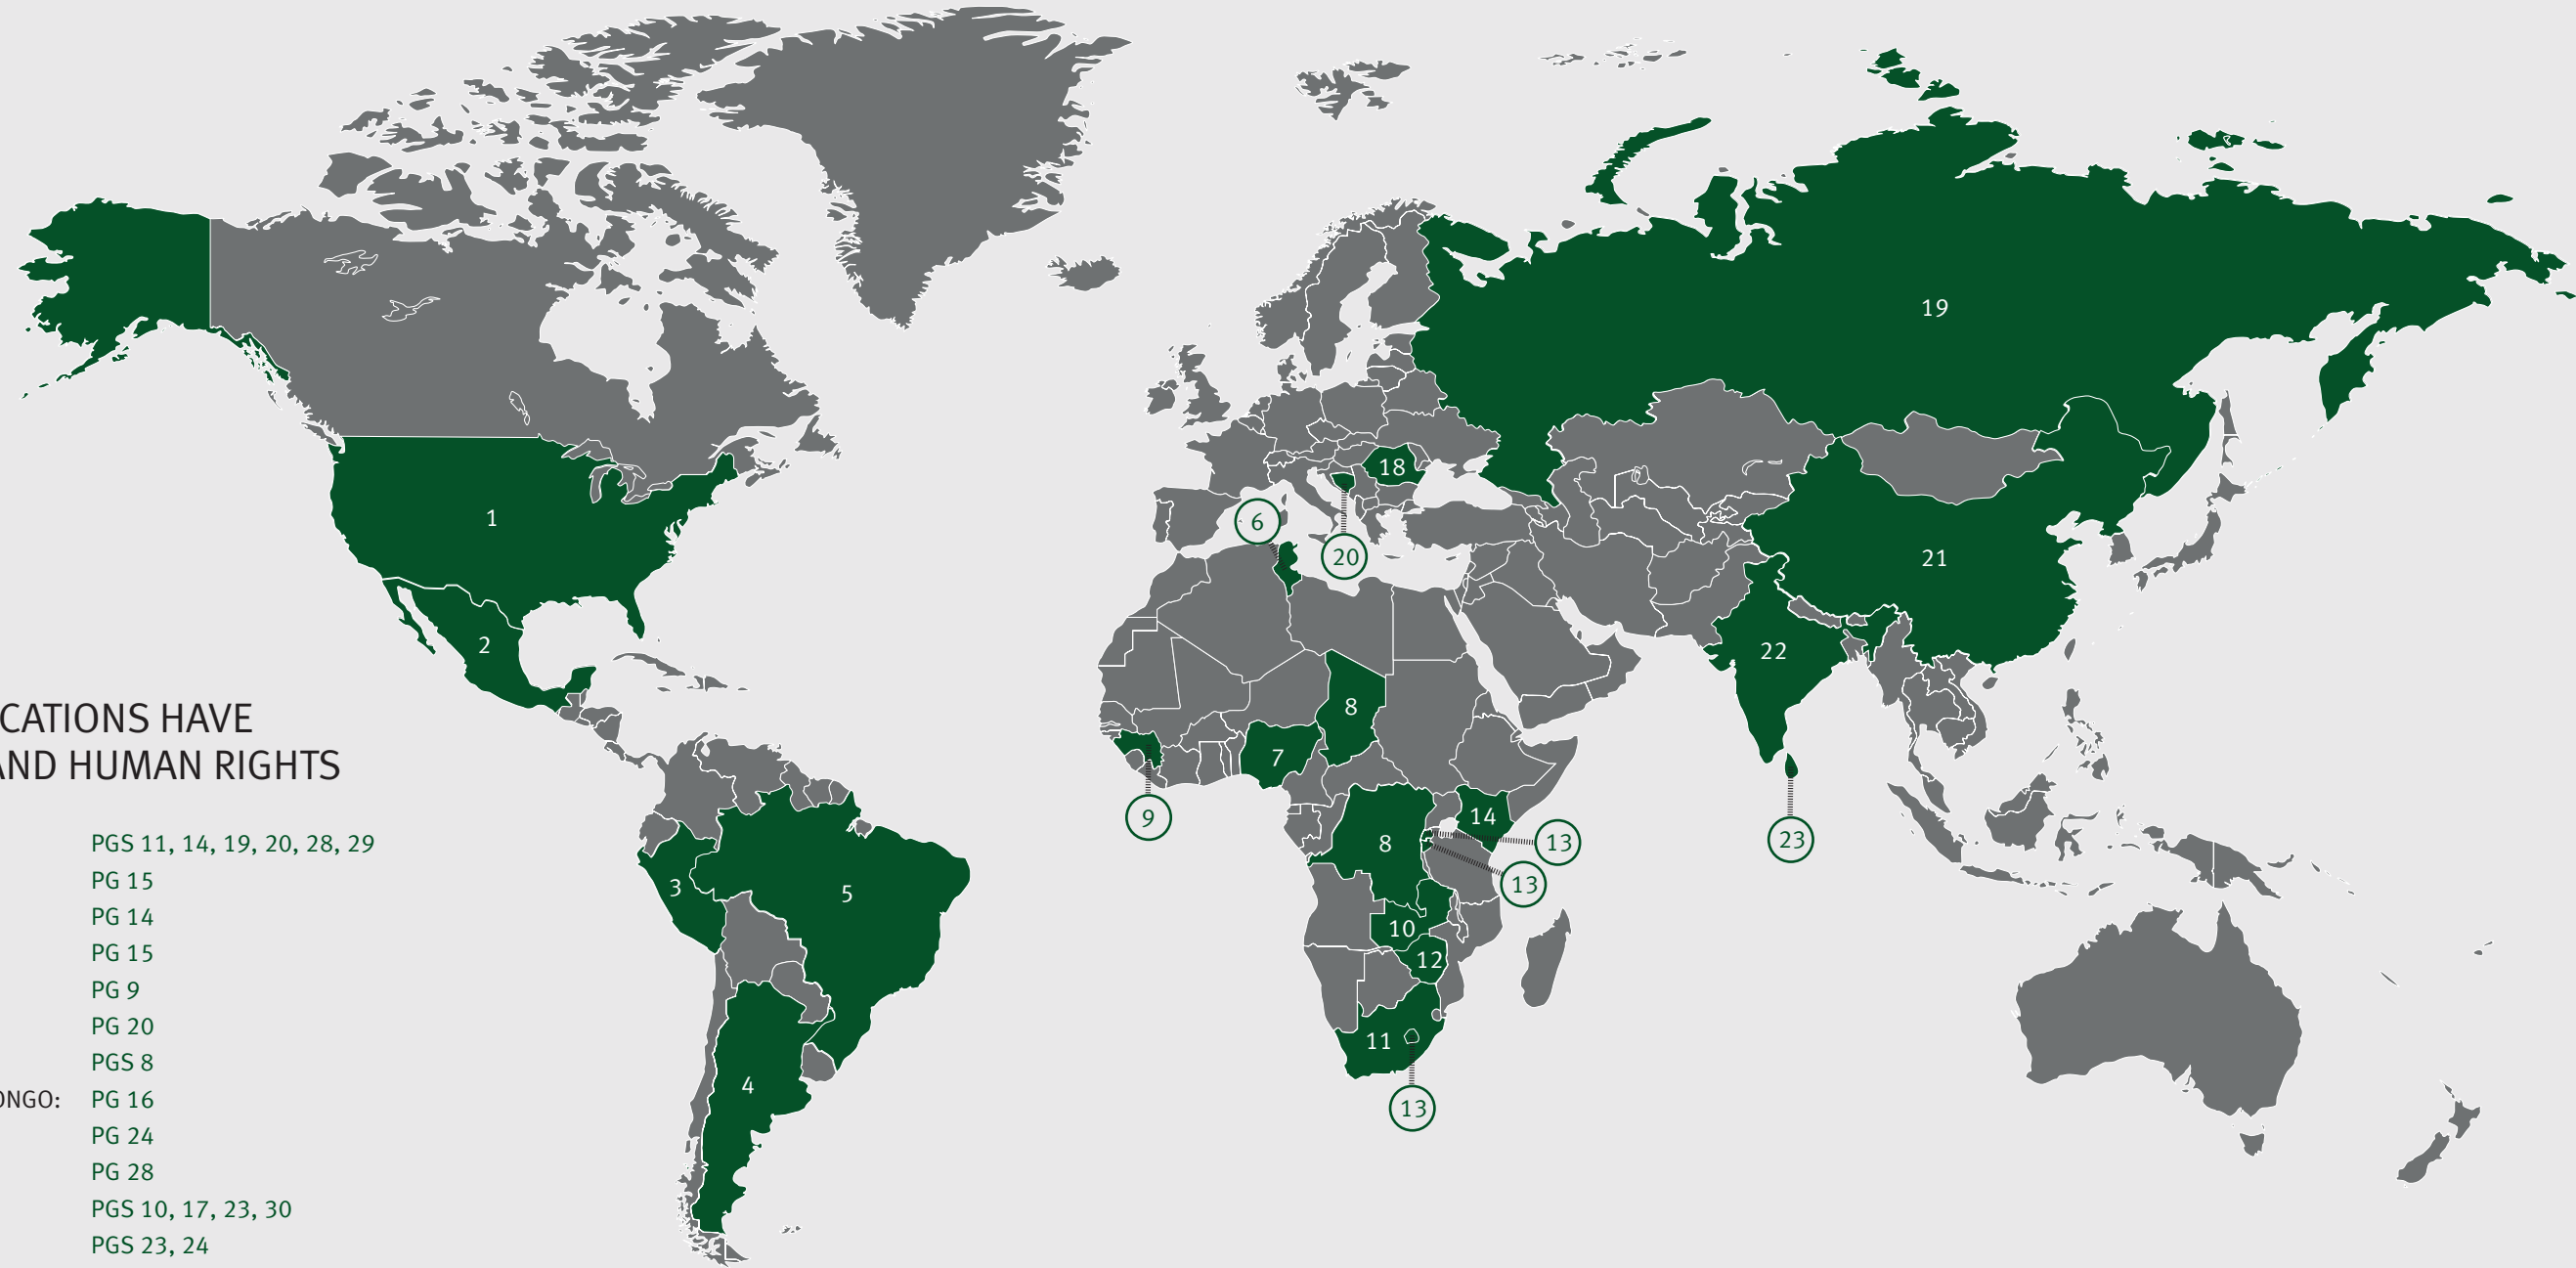 19
18
6
1
20
21
2
22
CATIONS HAVE
AND HUMAN RIGHTS
8
7
9
14
23
8
13
13
3
5
10
12
11
4
13
PGS 11, 14, 19, 20, 28, 29
PG 15
PG 14
PG 15
PG 9
PG 20
PGS 8
ONGO: PG 16
PG 24
PG 28
PGS 10, 17, 23, 30
PGS 23, 24